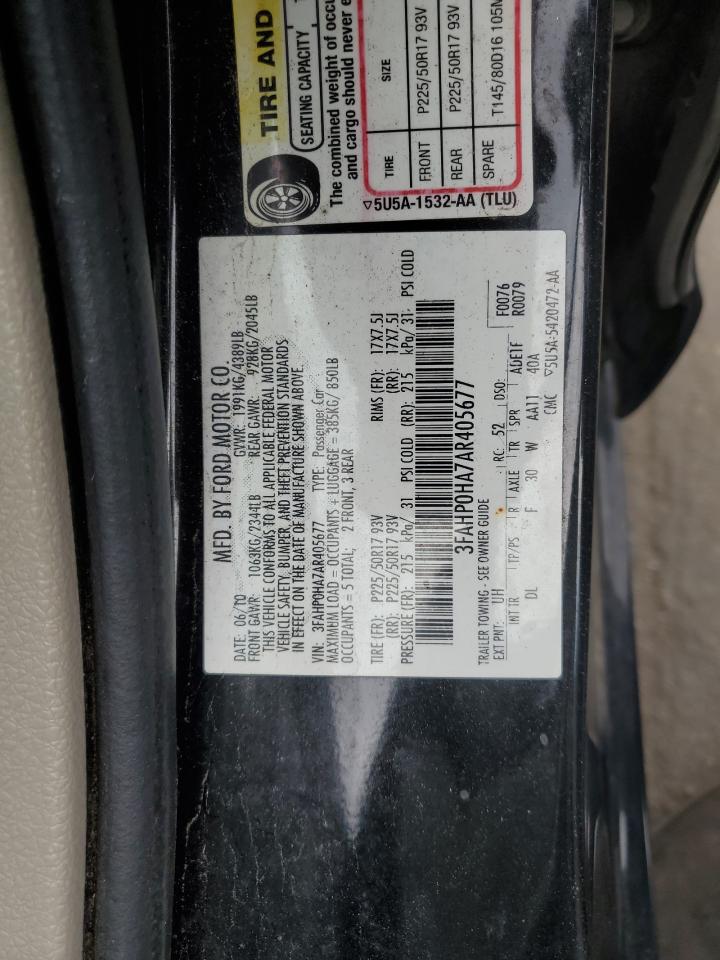 TIRE AND
SEATING CAPACITY
The combined weight of occu
and cargo should never e
TIRE SIZE
FRONT P225/50R17 93V
REAR P225/50R17 93V
SPARE T145/80D16 105M
▽5U5A-1532-AA (TLU)
MFD. BY FORD MOTOR CO.
DATE: 06/10 GVWR: 1991KG/4389LB
FRONT GAWR: 1063KG/2344LB REAR GAWR: 928KG/2045LB
THIS VEHICLE CONFORMS TO ALL APPLICABLE FEDERAL MOTOR
VEHICLE SAFETY, BUMPER, AND THEFT PREVENTION STANDARDS
IN EFFECT ON THE DATE OF MANUFACTURE SHOWN ABOVE.
VIN: 3FAHP0HA7AR405677 TYPE: Passenger Car
MAXIMUM LOAD = OCCUPANTS + LUGGAGE = 385KG/ 850LB
OCCUPANTS = 5 TOTAL; 2 FRONT, 3 REAR
TIRE (FR): P225/50R17 93V RIMS (FR): 17X7.5J
(RR): P225/50R17 93V (RR): 17X7.5J
PRESSURE (FR): 215 kPa/ 31 PSI COLD (RR): 215 kPa/ 31 PSI COLD
3FAHP0HA7AR405677
TRAILER TOWING - SEE OWNER GUIDE
F0076
R0079
EXT PNT: UH RC: 52 DSO:
INT TR TP/PS R AXLE TR SPR ADE1F
DL F 30 W AA11 40A
CMC ▽5U5A-5420472-AA